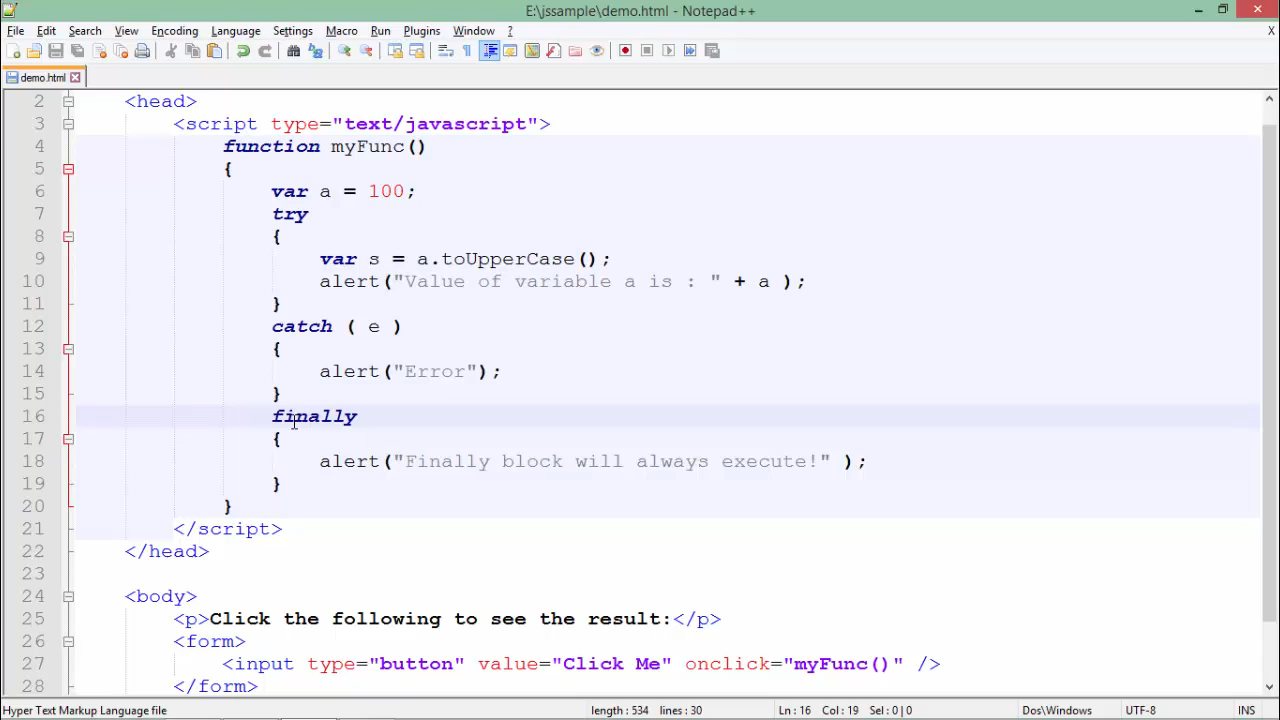 E:\jssample\demo.html - Notepad++
File Edit Search View Encoding Language Settings Macro Run Plugins Window ? X
demo.html
2 <head>
3 <script type="text/javascript">
4 function myFunc()
5 {
6 var a = 100;
7 try
8 {
9 var s = a.toUpperCase();
10 alert("Value of variable a is : " + a );
11 }
12 catch ( e )
13 {
14 alert("Error");
15 }
16 finally
17 {
18 alert("Finally block will always execute!" );
19 }
20 }
21 </script>
22 </head>
23
24 <body>
25 <p>Click the following to see the result:</p>
26 <form>
27 <input type="button" value="Click Me" onclick="myFunc()" />
28 </form>
Hyper Text Markup Language file length : 534 lines : 30 Ln : 16 Col : 19 Sel : 0 | 0 Dos\Windows UTF-8 INS